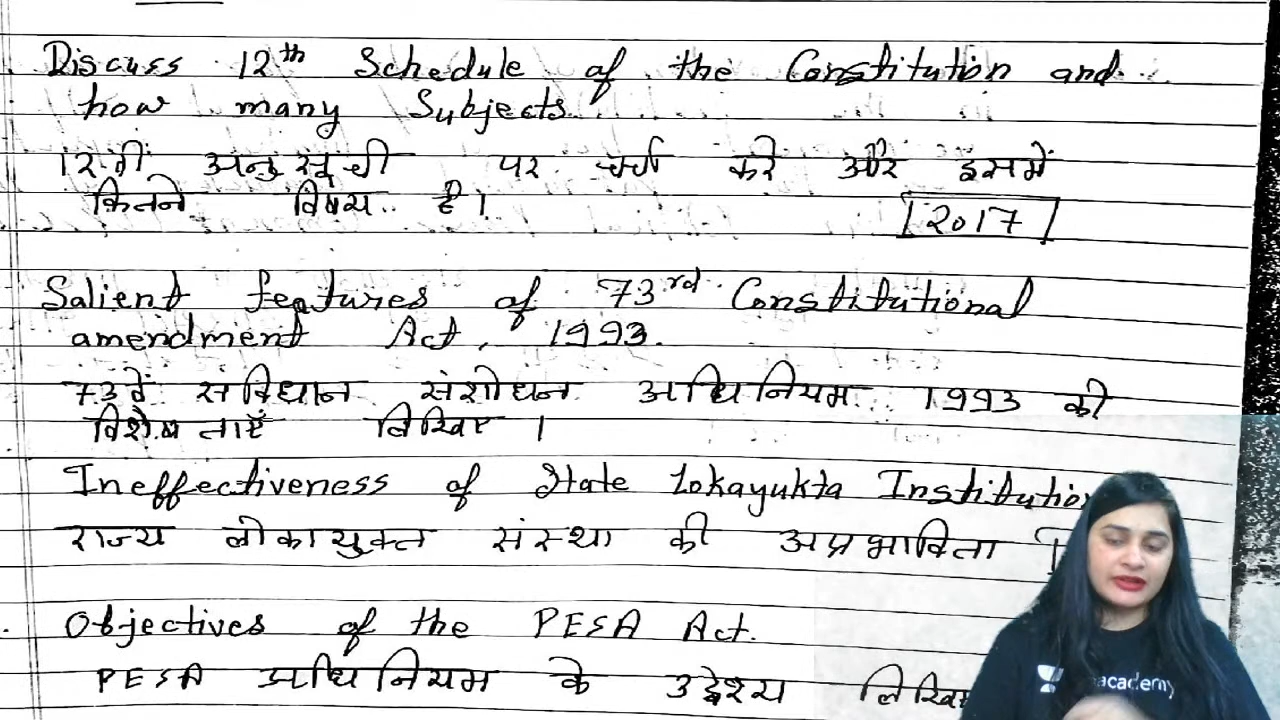 Discuss 12th Schedule of the Constitution and
how many Subjects.
12वीं अनुसूची पर चर्चा करे और इसमें
कितने विषय है।
2017
Salient features of 73rd Constitutional
amendment Act, 1993.
73वें संविधान संशोधन अधिनियम 1993 की
विशेषताएँ लिखिए।
Ineffectiveness of State Lokayukta Institution
राज्य लोकायुक्त संस्था की अप्रभाविता
Objectives of the PESA Act.
PESA अधिनियम के उद्देश्य
academy